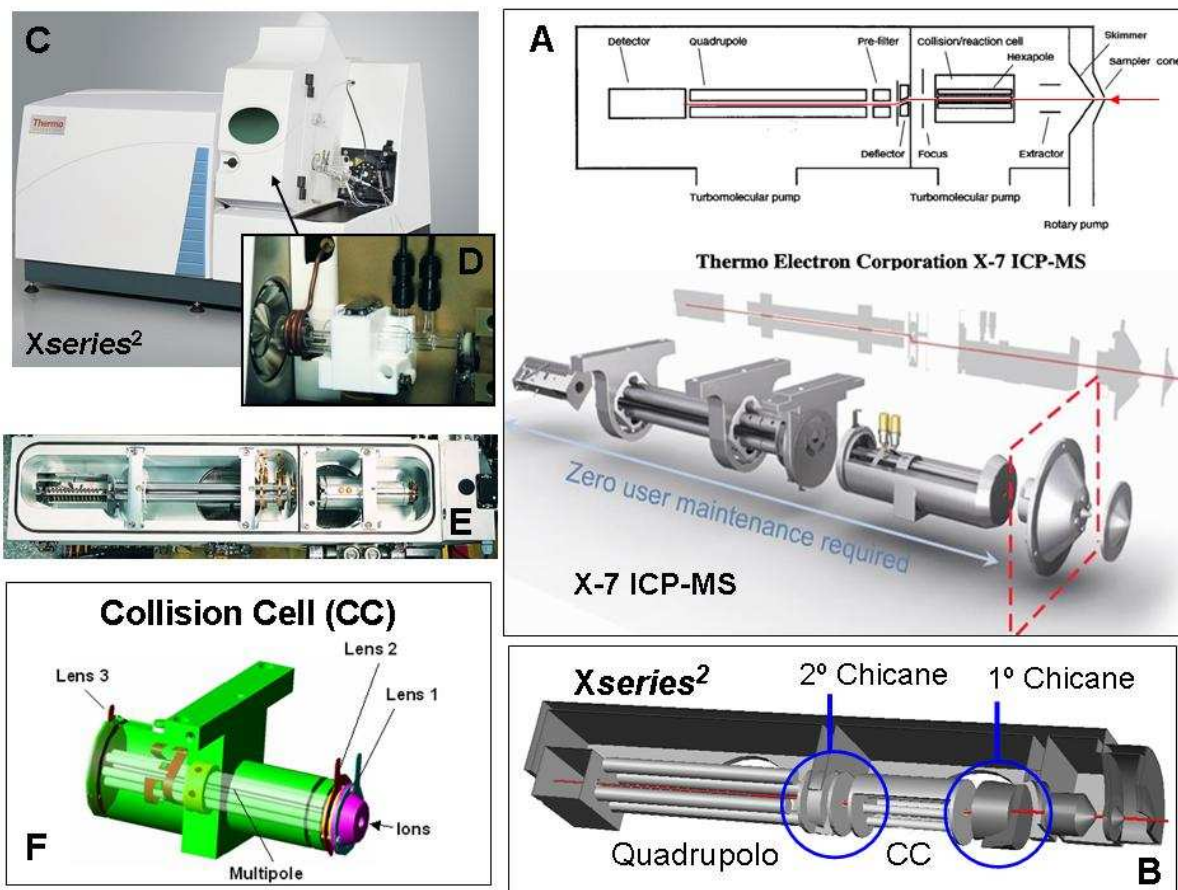 C
Thermo
Xseries²
D
E
A
Detector
Quadrupole
Pre-filter
Collision/reaction cell
Hexapole
Skimmer
Sampler cone
Deflector
Focus
Extractor
Turbomolecular pump
Turbomolecular pump
Rotary pump
Thermo Electron Corporation X-7 ICP-MS
Zero user maintenance required
X-7 ICP-MS
Collision Cell (CC)
Lens 3
Lens 2
Lens 1
Ions
Multipole
F
Xseries²
2º Chicane
1º Chicane
Quadrupolo
CC
B